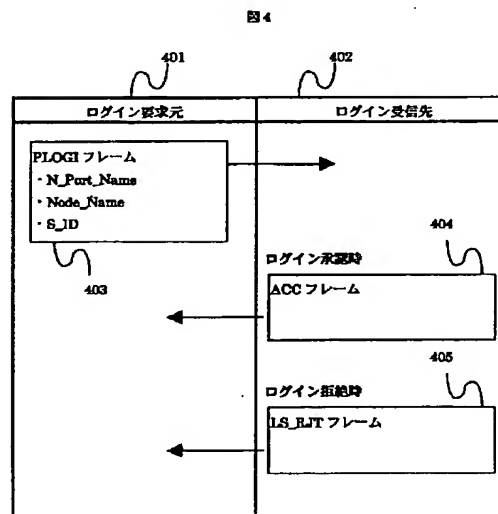 図4
401
402
ログイン要求元
ログイン受信先
PLOGI フレーム
・N_Port_Name
・Node_Name
・S_ID
403
404
ログイン承認時
ACC フレーム
405
ログイン拒絶時
LS_RJT フレーム